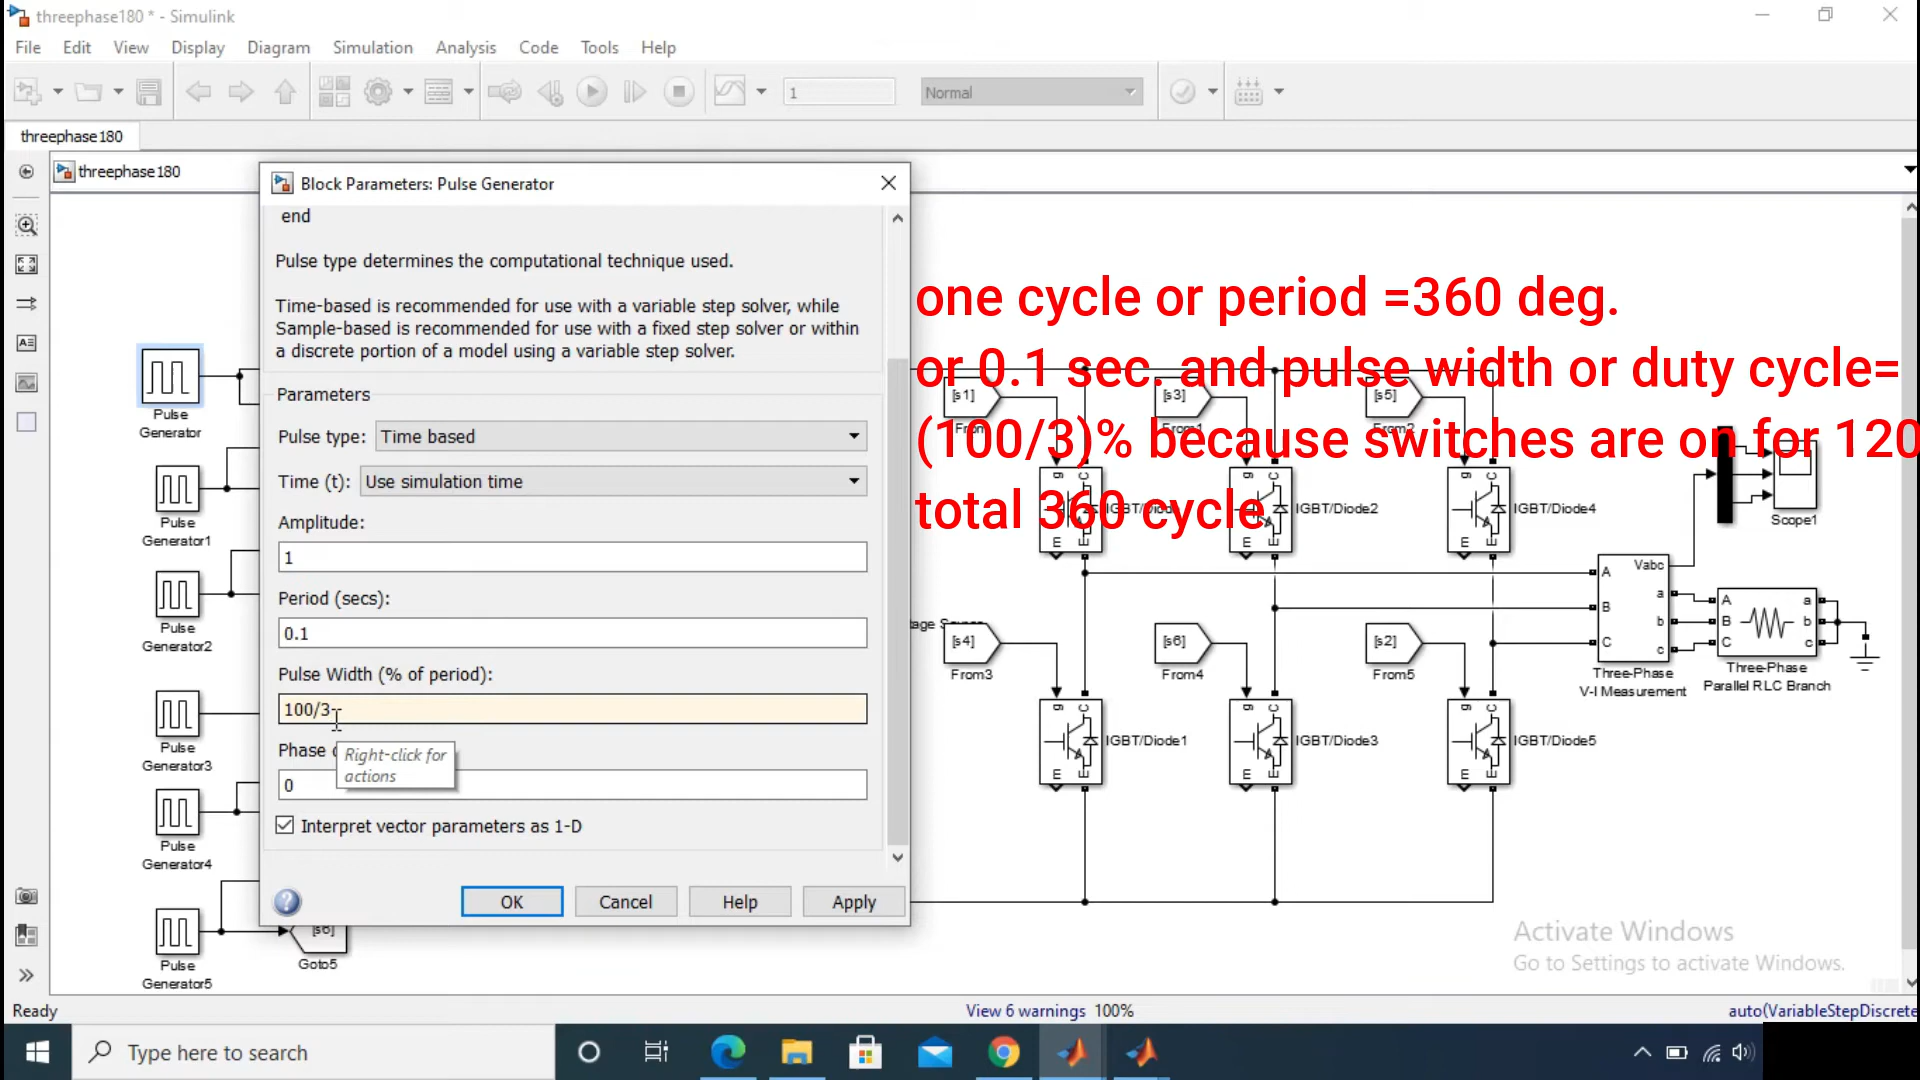 threephase180 * - Simulink
File Edit View Display Diagram Simulation Analysis Code Tools Help
1
Normal
threephase180
threephase180
Block Parameters: Pulse Generator
end
Pulse type determines the computational technique used.
Time-based is recommended for use with a variable step solver, while
Sample-based is recommended for use with a fixed step solver or within
a discrete portion of a model using a variable step solver.
Parameters
Pulse type: Time based
Time (t): Use simulation time
Amplitude:
1
Period (secs):
0.1
Pulse Width (% of period):
100/3
Phase
Right-click for
actions
0
Interpret vector parameters as 1-D
OK Cancel Help Apply
one cycle or period =360 deg.
or 0.1 sec. and pulse width or duty cycle=
(100/3)% because switches are on for 120
total 360 cycle
Pulse
Generator
Pulse
Generator1
Pulse
Generator2
Pulse
Generator3
Pulse
Generator4
Pulse
Generator5
[s6]
Goto5
[s1]
From
[s3]
From1
[s5]
From2
g C
E
IGBT/Diode
g C
E
IGBT/Diode2
g C
E
IGBT/Diode4
Scope1
[s4]
From3
[s6]
From4
[s2]
From5
g C
E
IGBT/Diode1
g C
E
IGBT/Diode3
g C
E
IGBT/Diode5
Vabc
A a
B b
C c
Three-Phase
V-I Measurement
A a
B b
C c
Three-Phase
Parallel RLC Branch
Activate Windows
Go to Settings to activate Windows.
Ready
View 6 warnings 100%
auto(VariableStepDiscrete
Type here to search